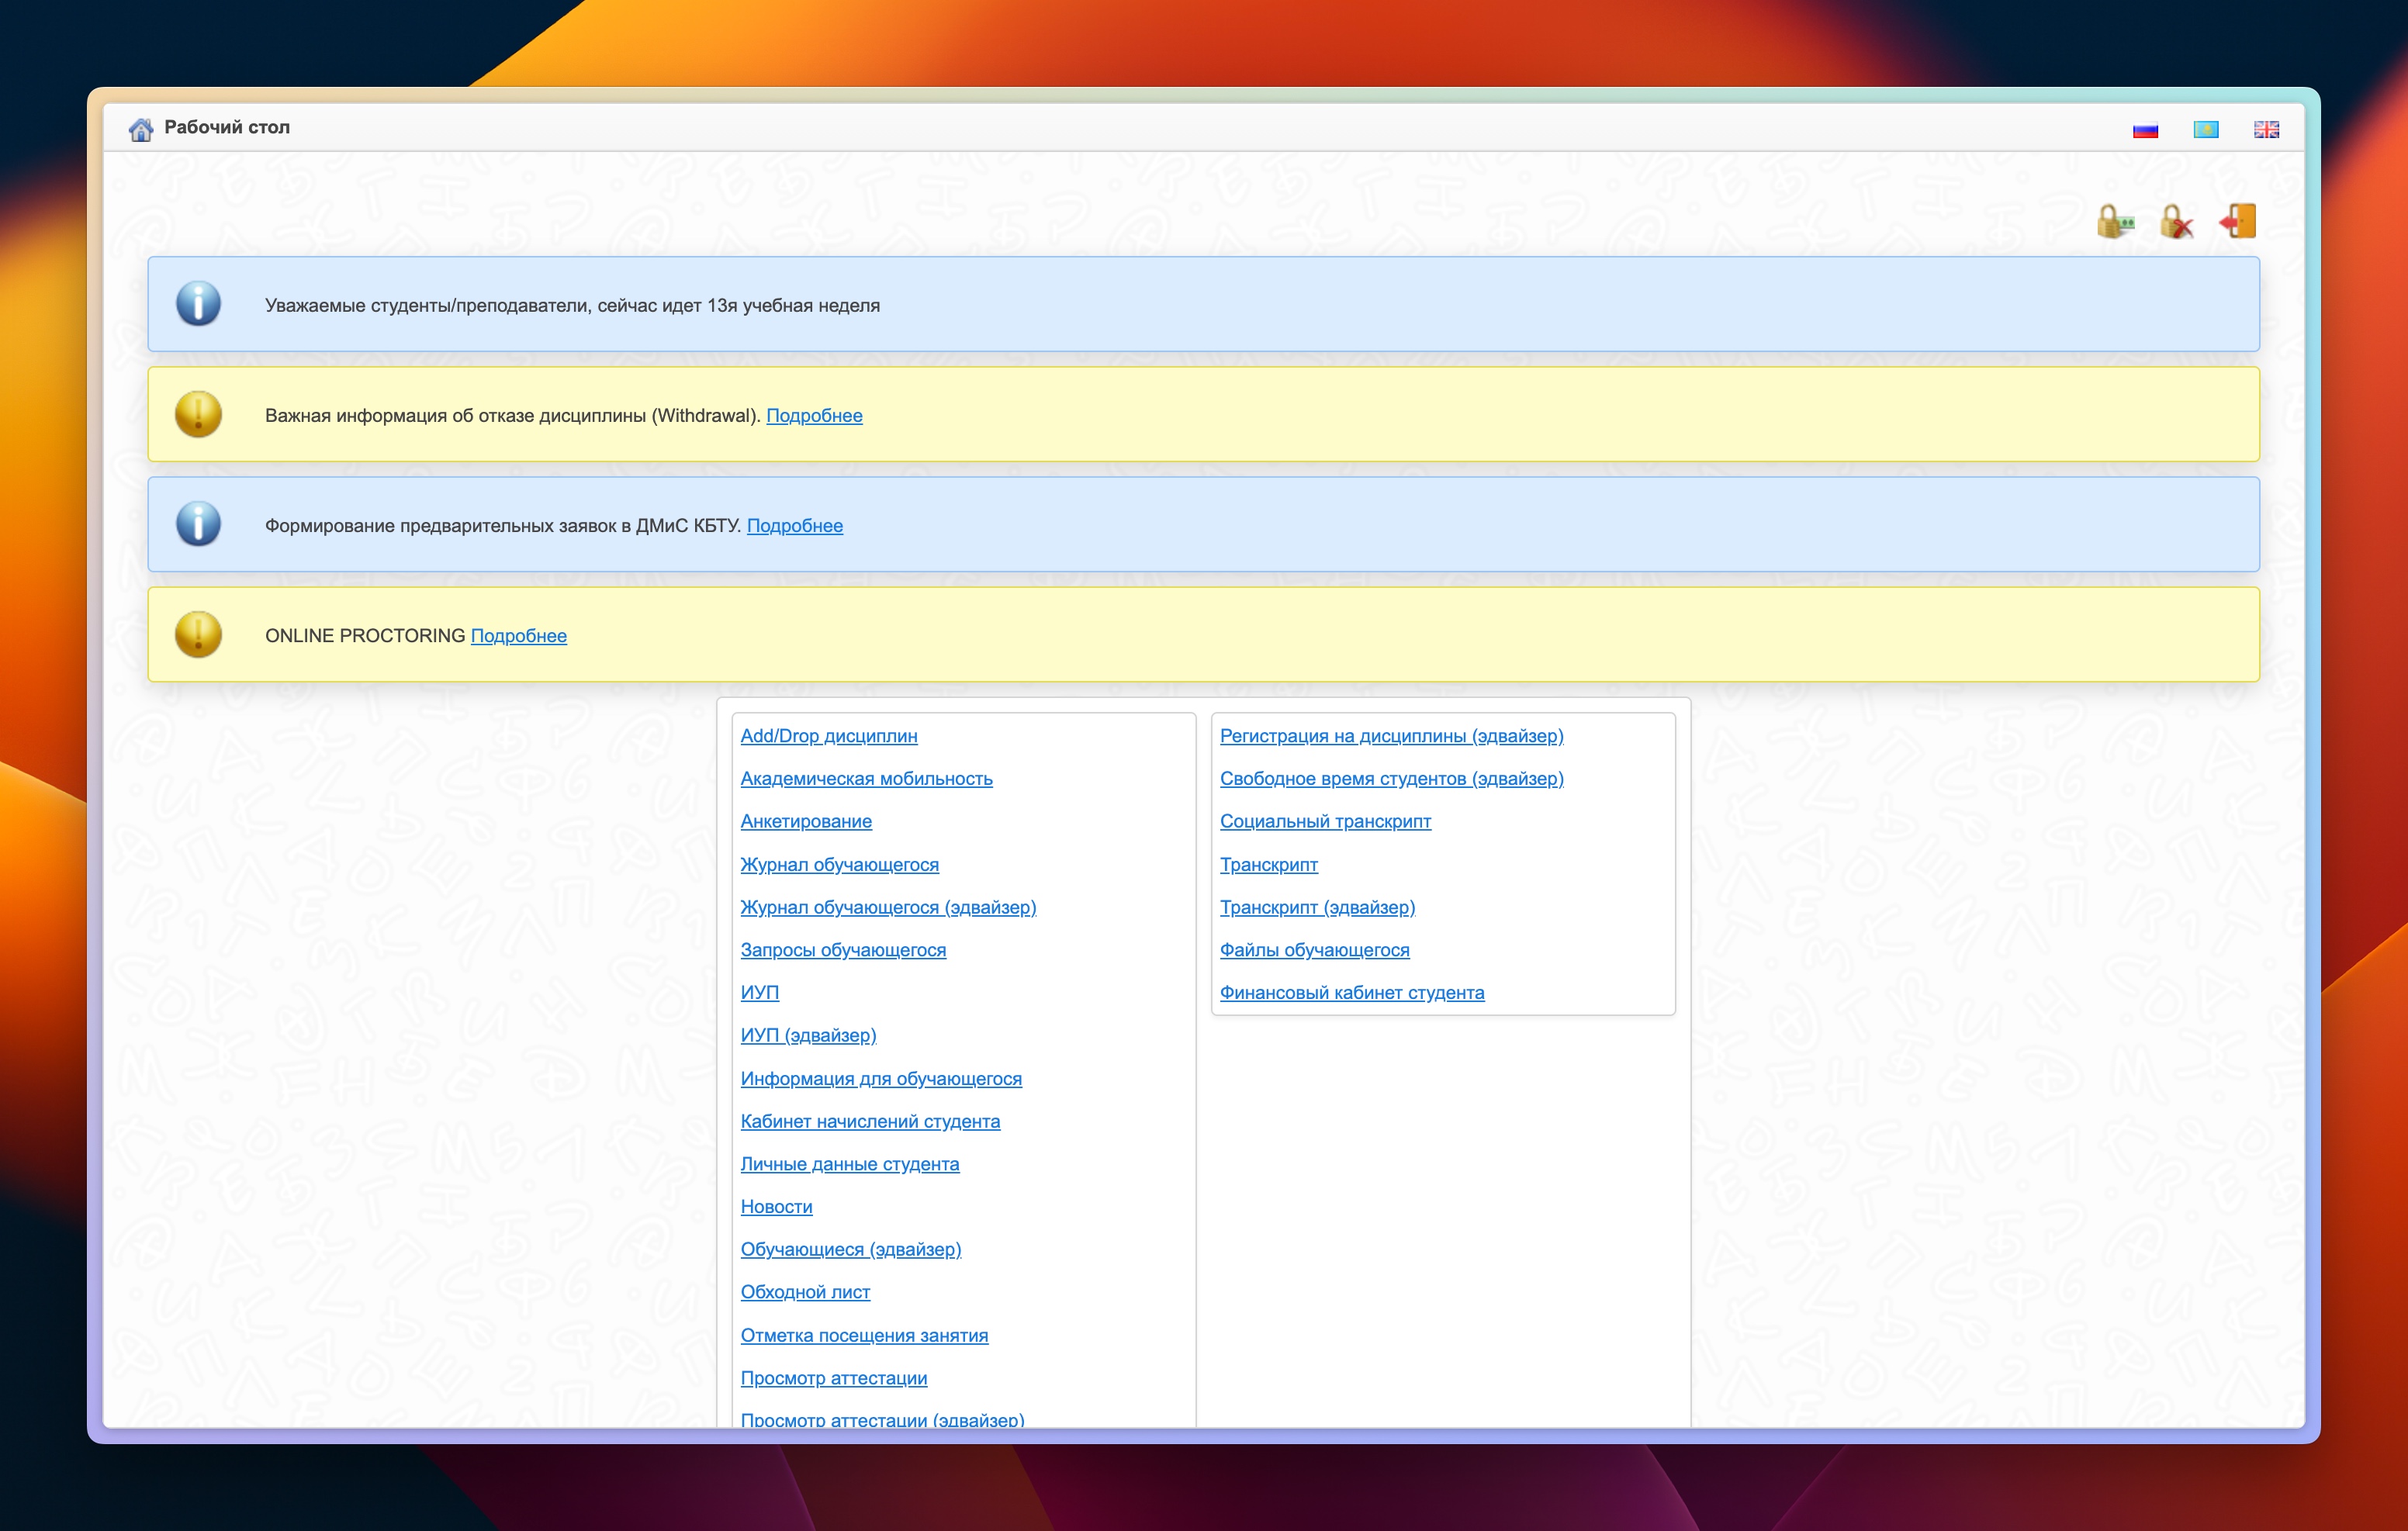 Рабочий стол
Уважаемые студенты/преподаватели, сейчас идет 13я учебная неделя
Важная информация об отказе дисциплины (Withdrawal). Подробнее
Формирование предварительных заявок в ДМиС КБТУ. Подробнее
ONLINE PROCTORING Подробнее
Add/Drop дисциплин
Академическая мобильность
Анкетирование
Журнал обучающегося
Журнал обучающегося (эдвайзер)
Запросы обучающегося
ИУП
ИУП (эдвайзер)
Информация для обучающегося
Кабинет начислений студента
Личные данные студента
Новости
Обучающиеся (эдвайзер)
Обходной лист
Отметка посещения занятия
Просмотр аттестации
Просмотр аттестации (эдвайзер)
Регистрация на дисциплины (эдвайзер)
Свободное время студентов (эдвайзер)
Социальный транскрипт
Транскрипт
Транскрипт (эдвайзер)
Файлы обучающегося
Финансовый кабинет студента